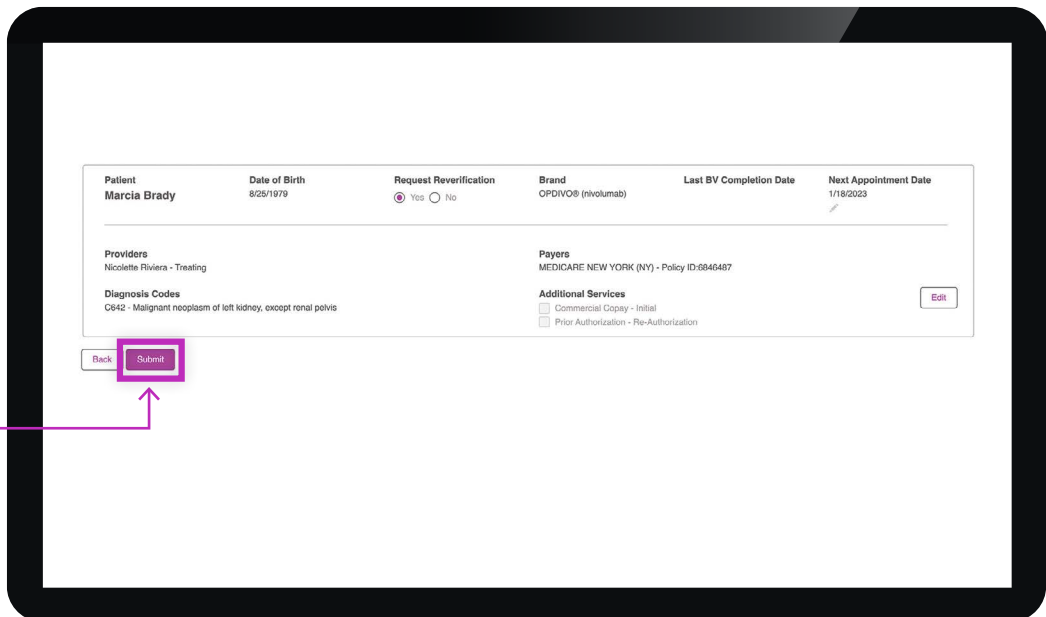 Patient
Marcia Brady
Date of Birth
8/25/1979
Request Reverification
Yes No
Brand
OPDIVO® (nivolumab)
Last BV Completion Date
Next Appointment Date
1/18/2023
Providers
Nicolette Riviera - Treating
Payers
MEDICARE NEW YORK (NY) - Policy ID:6846487
Diagnosis Codes
C642 - Malignant neoplasm of left kidney, except renal pelvis
Additional Services
Commercial Copay - Initial
Prior Authorization - Re-Authorization
Edit
Back
Submit